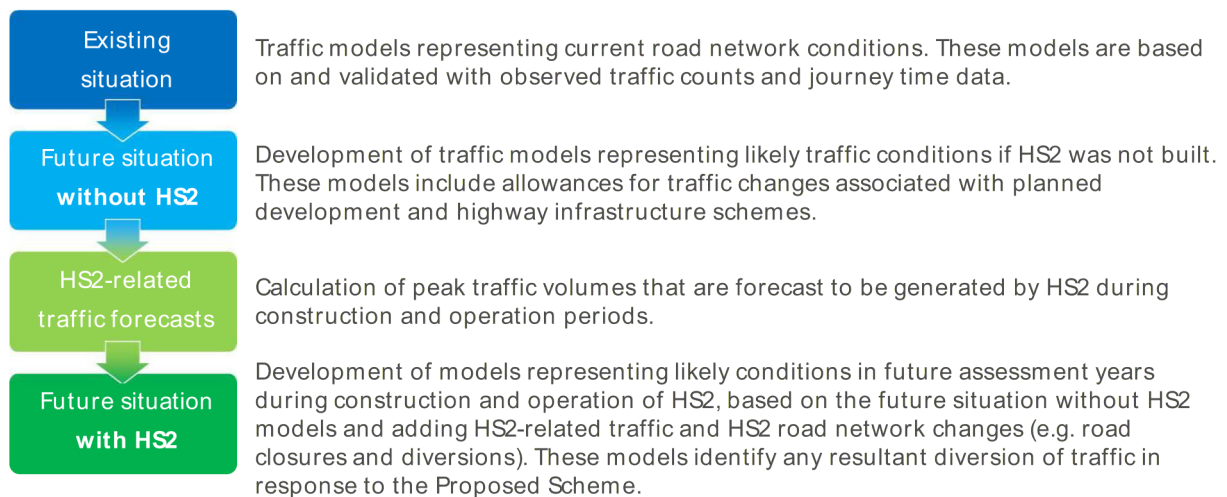 Existing
situation
Traffic models representing current road network conditions. These models are based
on and validated with observed traffic counts and journey time data.
Future situation
without HS2
Development of traffic models representing likely traffic conditions if HS2 was not built.
These models include allowances for traffic changes associated with planned
development and highway infrastructure schemes.
HS2-related
traffic forecasts
Calculation of peak traffic volumes that are forecast to be generated by HS2 during
construction and operation periods.
Future situation
with HS2
Development of models representing likely conditions in future assessment years
during construction and operation of HS2, based on the future situation without HS2
models and adding HS2-related traffic and HS2 road network changes (e.g. road
closures and diversions). These models identify any resultant diversion of traffic in
response to the Proposed Scheme.